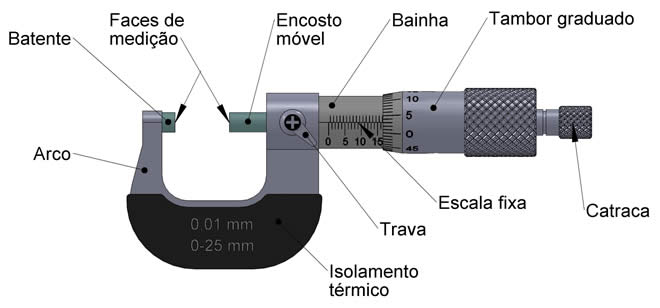 Batente
Faces de
medição
Encosto
móvel
Bainha
Tambor graduado
10
5
0
45
0 5 10 15
Arco
Escala fixa
Catraca
Trava
0.01 mm
0-25 mm
Isolamento
térmico